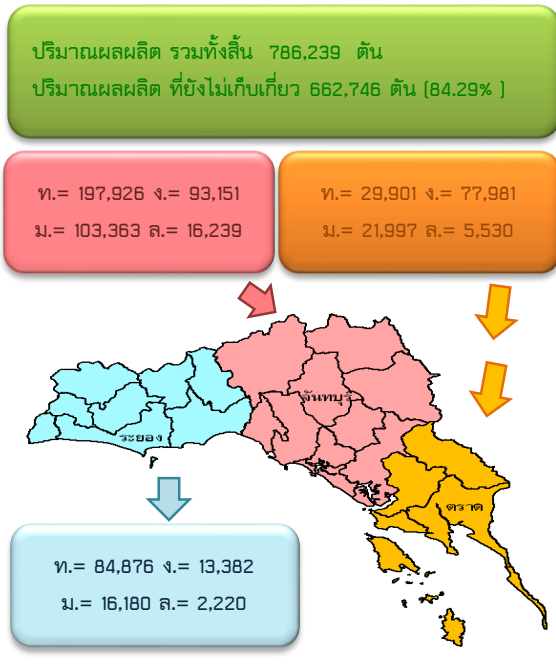 ปริมาณผลผลิต รวมทั้งสิ้น 786,239 ตัน
ปริมาณผลผลิต ที่ยังไม่เก็บเกี่ยว 662,746 ตัน (84.29% )
ท.= 197,926 ง.= 93,151
ม.= 103,363 ล.= 16,239
ท.= 29,901 ง.= 77,981
ม.= 21,997 ล.= 5,530
จันทบุรี
ระยอง
ตราด
ท.= 84,876 ง.= 13,382
ม.= 16,180 ล.= 2,220